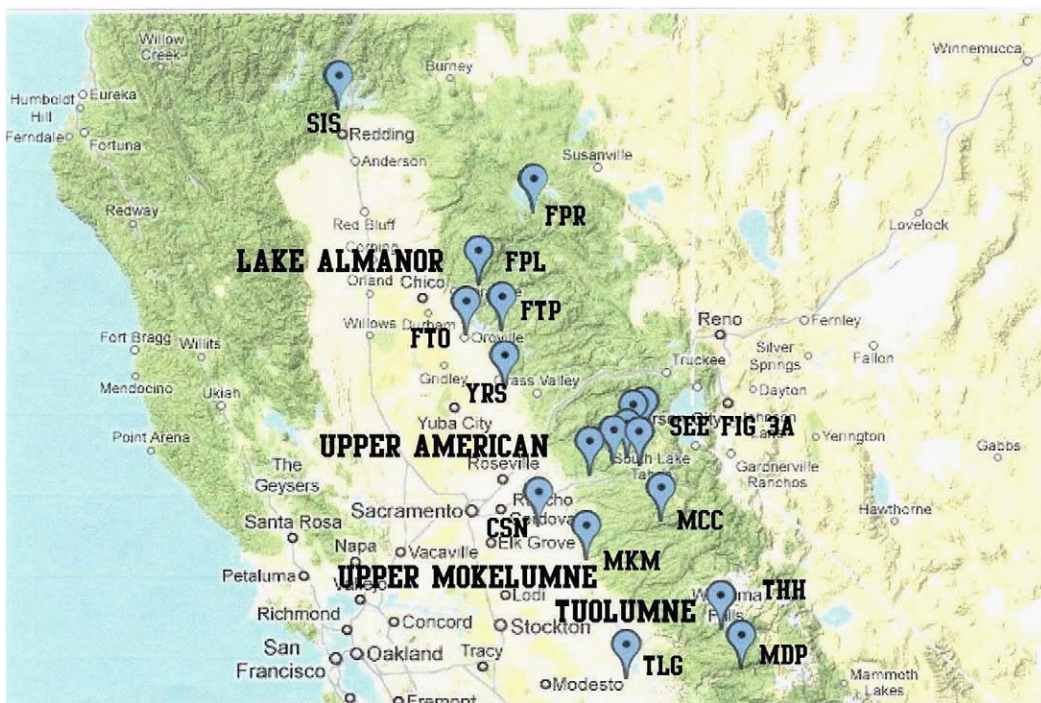 Willow
Creek
Burney
Winnemucca
Eureka
Humboldt
Hill
Ferndale
Fortuna
SIS
Redding
Anderson
Susanville
FPR
Redway
Red Bluff
Lovelock
LAKE ALMANOR
FPL
Orland
Chico
FTP
Willows
Durham
FTO
Oroville
Reno
Fernley
Fort Bragg
Willits
Silver
Springs
Fallon
Truckee
Gridley
YRS
Grass Valley
Mendocino
Ukiah
Dayton
Yuba City
SEE FIG 3A
Point Arena
UPPER AMERICAN
Yerington
Gabbs
The
Geysers
Roseville
South Lake
Gardnerville
Ranchos
Sacramento
Rancho
Cordova
CSN
MCC
Hawthorne
Santa Rosa
Elk Grove
MKM
Napa
Vacaville
Petaluma
Vallejo
UPPER MOKELUMNE
Lodi
THH
TUOLUMNE
Falls
Richmond
Concord
Stockton
MDP
San
Francisco
Oakland
Tracy
TLG
Modesto
Mammoth
Lakes
Fremont